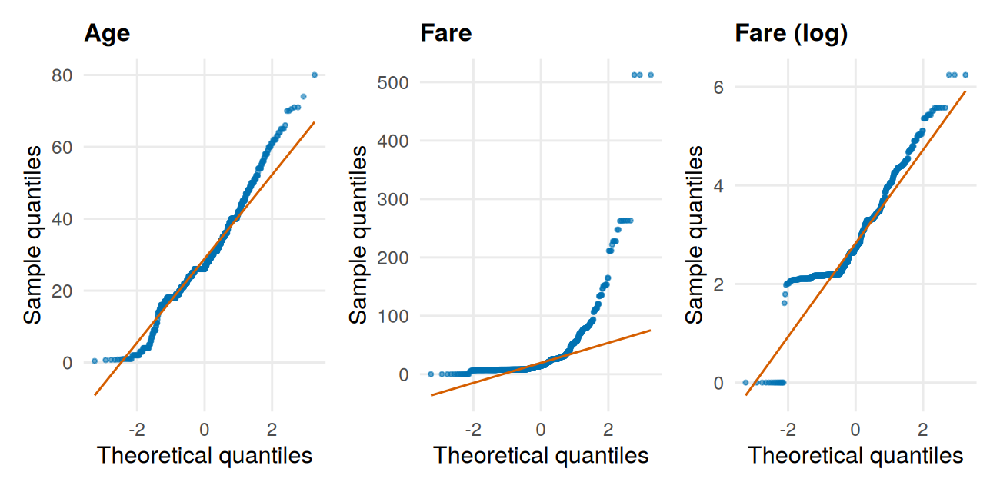 Age
Fare
Fare (log)
80
60
40
20
0
Sample quantiles
-2
0
2
Theoretical quantiles
500
400
300
200
100
0
Sample quantiles
-2
0
2
Theoretical quantiles
6
4
2
0
Sample quantiles
-2
0
2
Theoretical quantiles